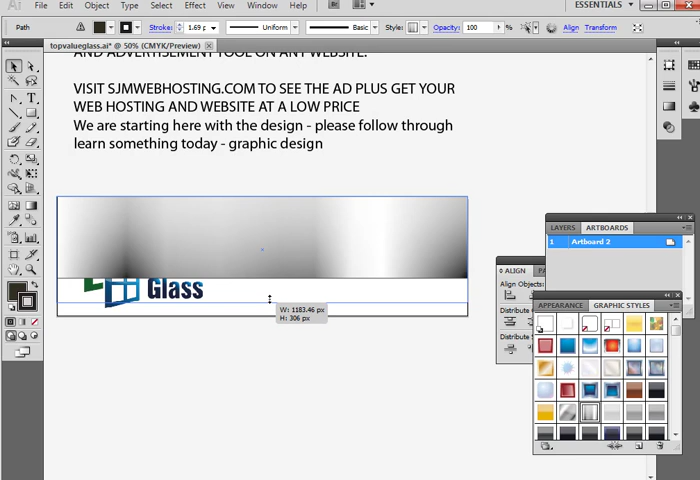 Ai File Edit Object Type Select Effect View Window Help ESSENTIALS
Path Stroke: 1.69 p Uniform Basic Style: Opacity: 100 % Align Transform
topvalueglass.ai* @ 50% (CMYK/Preview)
AND ADVERTISEMENT TOOL ON ANY WEBSITE.
VISIT SJMWEBHOSTING.COM TO SEE THE AD PLUS GET YOUR
WEB HOSTING AND WEBSITE AT A LOW PRICE
We are starting here with the design - please follow through
learn something today - graphic design
Glass
W: 1183.46 px
H: 306 px
LAYERS ARTBOARDS
1 Artboard 2
ALIGN
Align Objects:
Distribute
Distribute
APPEARANCE GRAPHIC STYLES